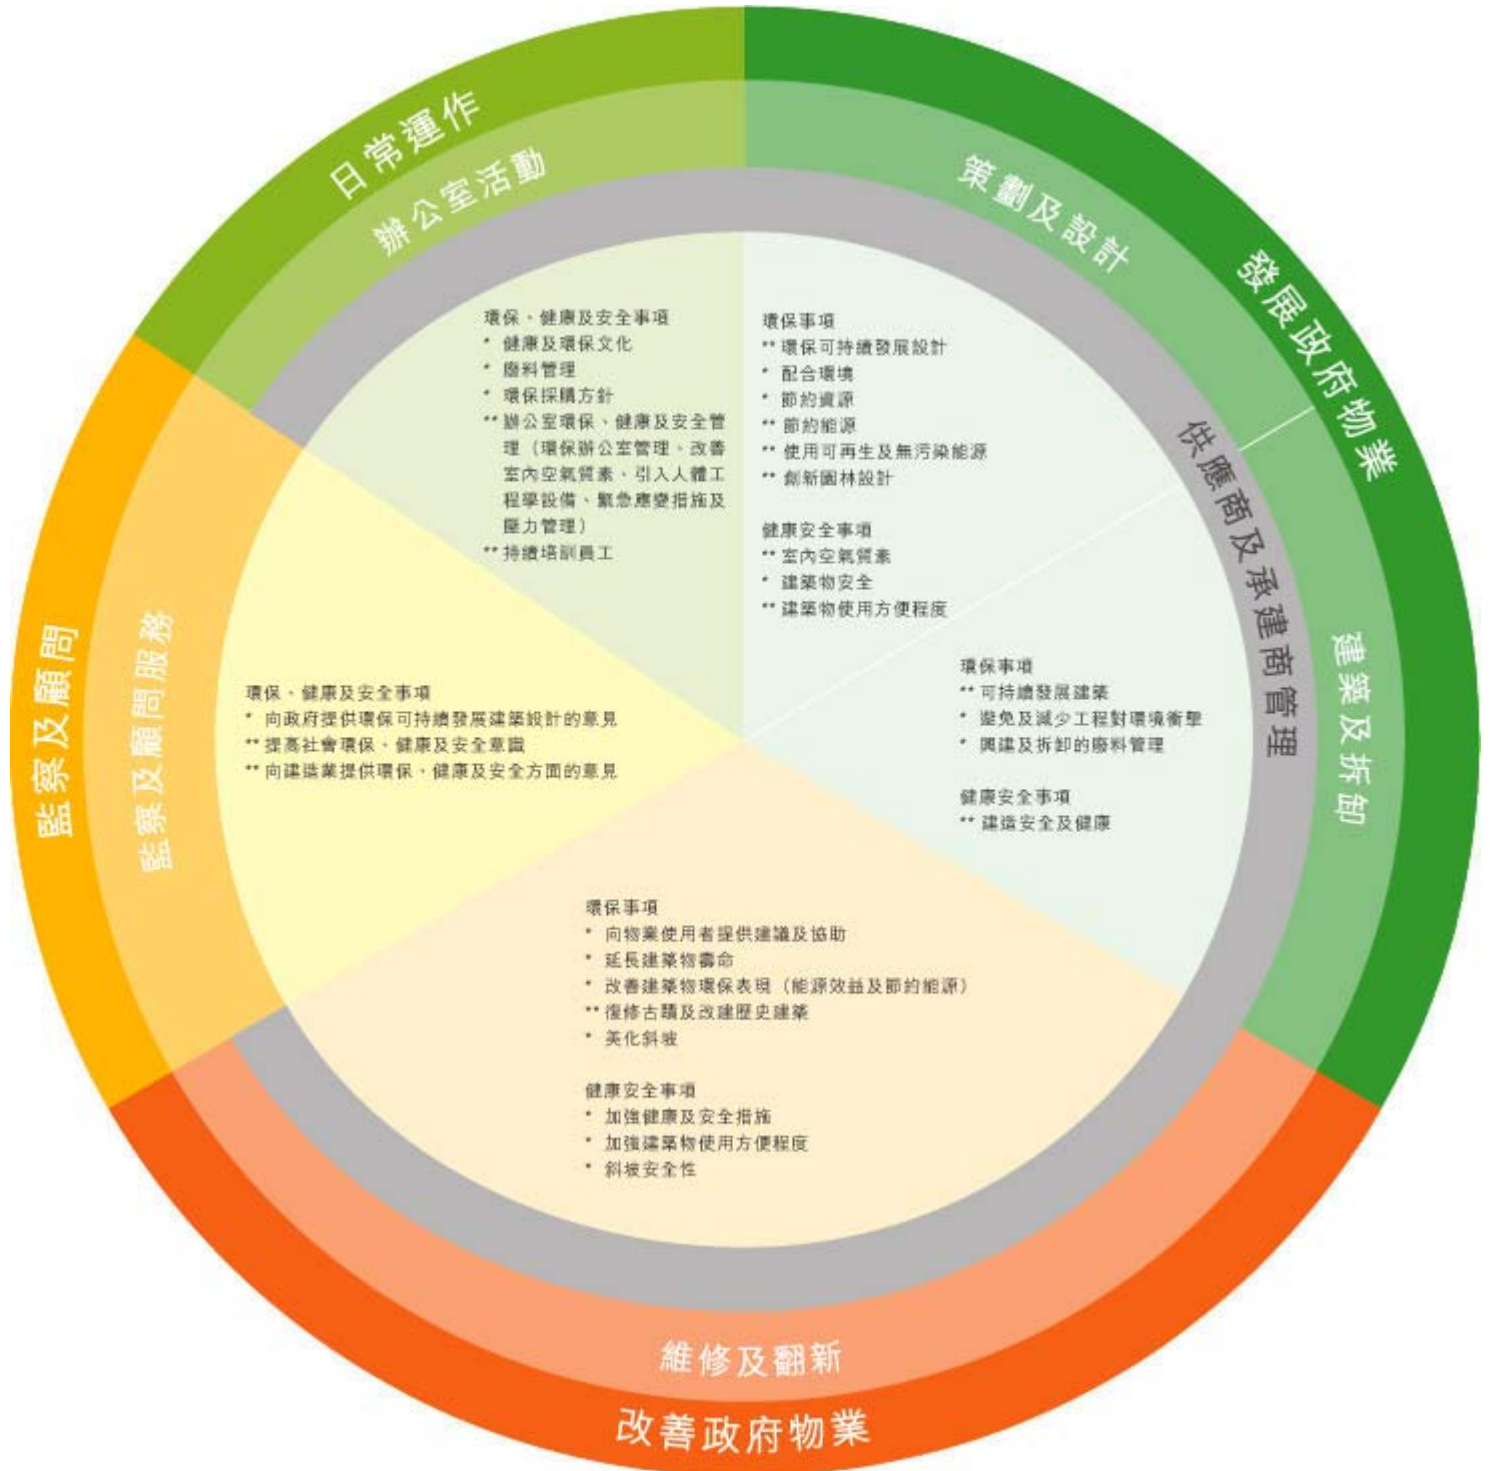 日常運作
辦公室活動
環保、健康及安全事項
* 健康及環保文化
* 廢料管理
* 環保採購方針
** 辦公室環保、健康及安全管
理（環保辦公室管理、改善
室內空氣質素、引入人體工
程學設備、緊急應變措施及
壓力管理）
** 持續培訓員工
發展政府物業
策劃及設計
環保事項
** 環保可持續發展設計
* 配合環境
* 節約資源
** 節約能源
** 使用可再生及無污染能源
** 創新園林設計
健康安全事項
** 室內空氣質素
* 建築物安全
** 建築物使用方便程度
供應商及承建商管理
建築及拆卸
環保事項
** 可持續發展建築
* 避免及減少工程對環境衝擊
* 興建及拆卸的廢料管理
健康安全事項
** 建造安全及健康
監察及顧問
監察及顧問服務
環保、健康及安全事項
* 向政府提供環保可持續發展建築設計的意見
** 提高社會環保、健康及安全意識
** 向建造業提供環保、健康及安全方面的意見
環保事項
* 向物業使用者提供建議及協助
* 延長建築物壽命
* 改善建築物環保表現（能源效益及節約能源）
** 復修古蹟及改建歷史建築
* 美化斜坡
健康安全事項
* 加強健康及安全措施
* 加強建築物使用方便程度
* 斜坡安全性
維修及翻新
改善政府物業